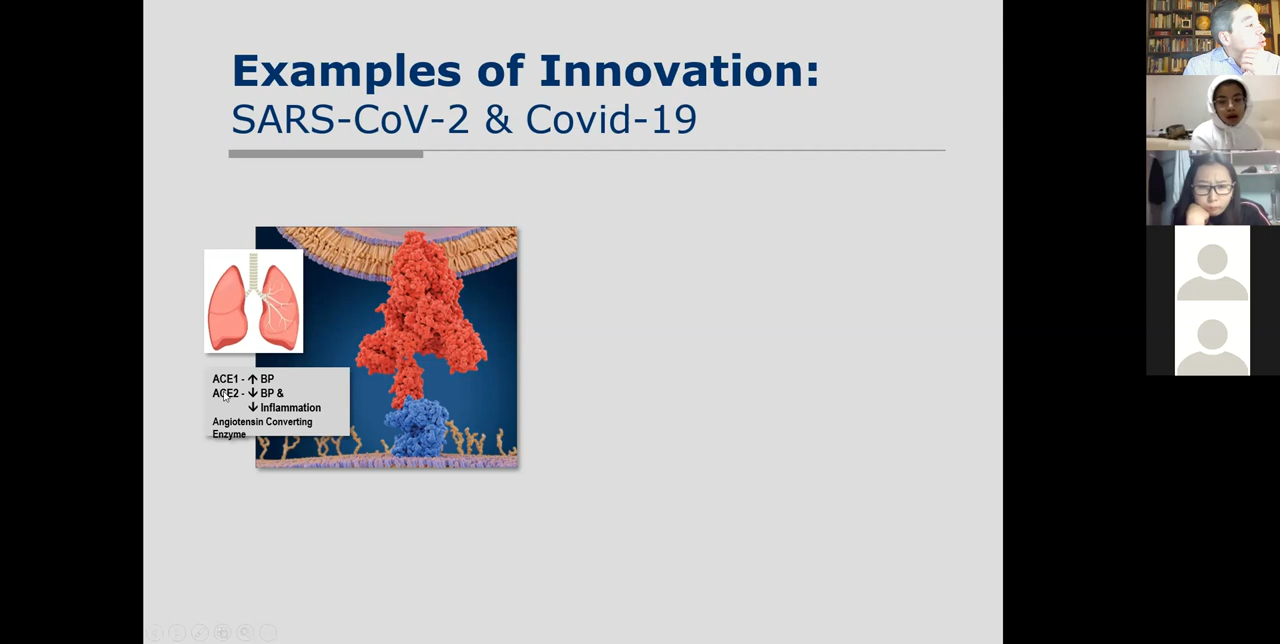 Examples of Innovation:
SARS-CoV-2 & Covid-19
ACE1 - ↑ BP
ACE2 - ↓ BP &
↓ Inflammation
Angiotensin Converting
Enzyme